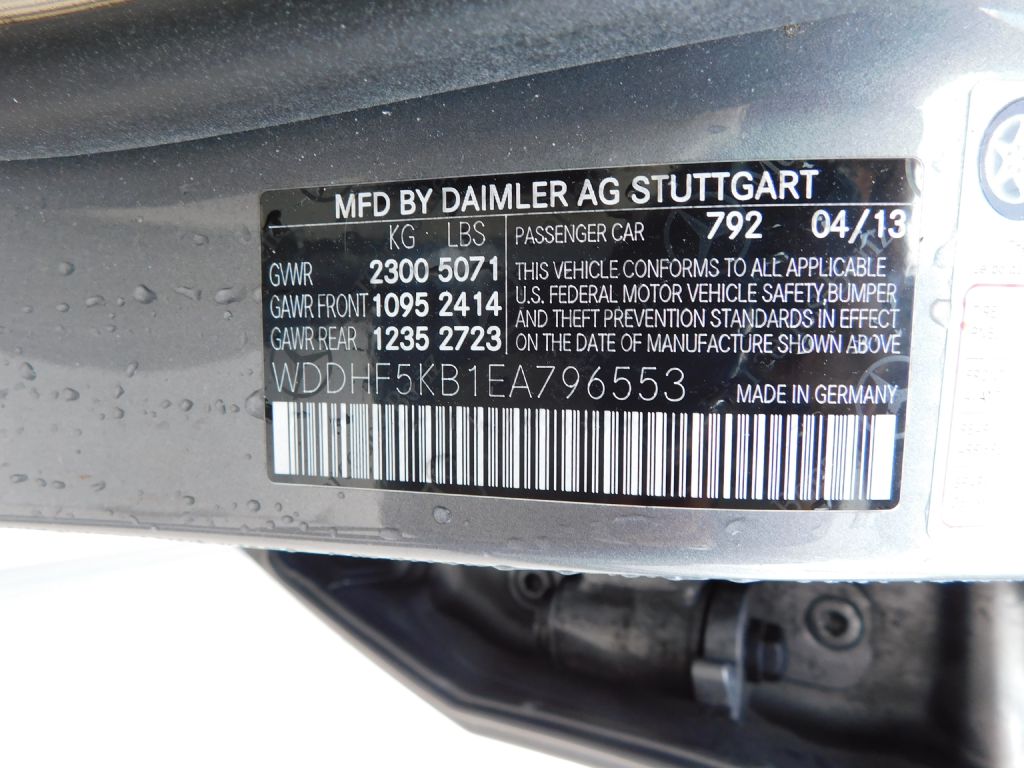 MFD BY DAIMLER AG STUTTGART
KG LBS
GVWR 2300 5071
GAWR FRONT 1095 2414
GAWR REAR 1235 2723
PASSENGER CAR 792 04/13
THIS VEHICLE CONFORMS TO ALL APPLICABLE
U.S. FEDERAL MOTOR VEHICLE SAFETY,BUMPER
AND THEFT PREVENTION STANDARDS IN EFFECT
ON THE DATE OF MANUFACTURE SHOWN ABOVE
WDDHF5KB1EA796553
MADE IN GERMANY